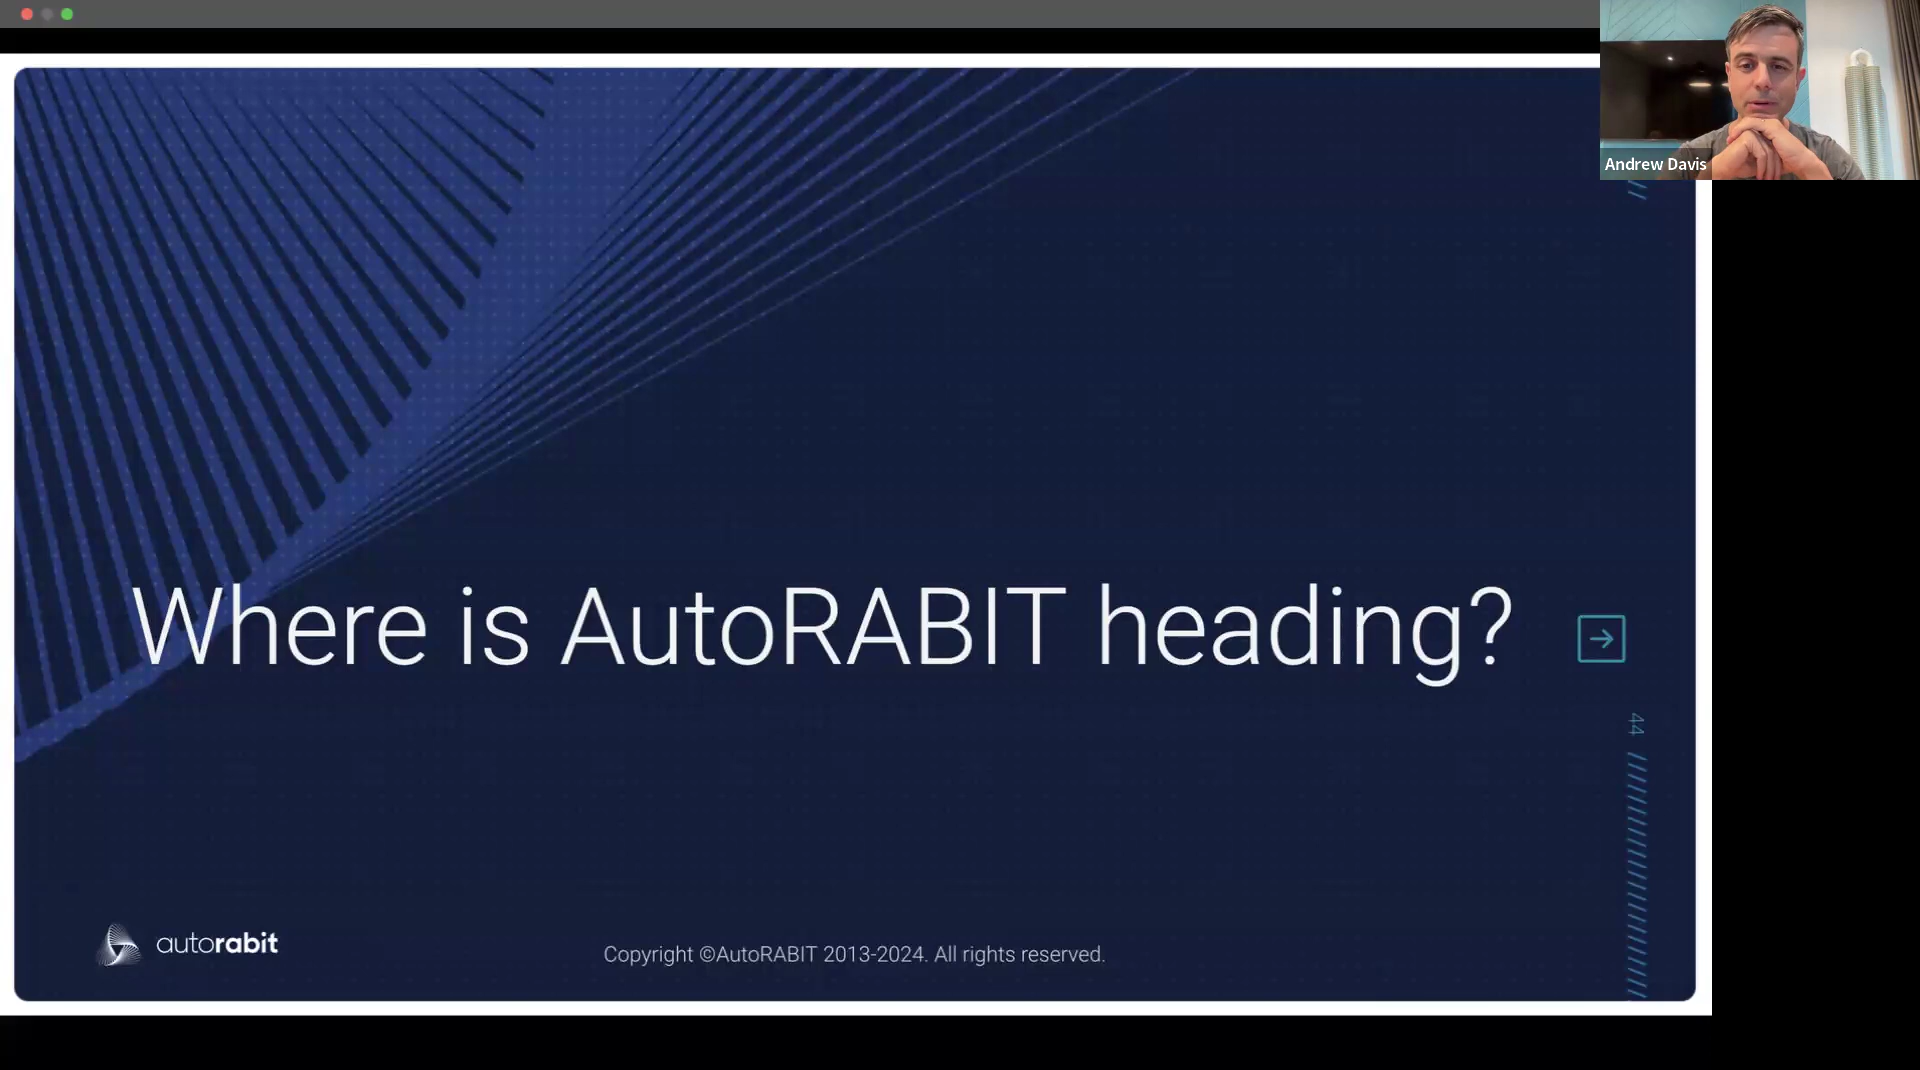 Andrew Davis
Where is AutoRABIT heading?
44
autorabit
Copyright ©AutoRABIT 2013-2024. All rights reserved.